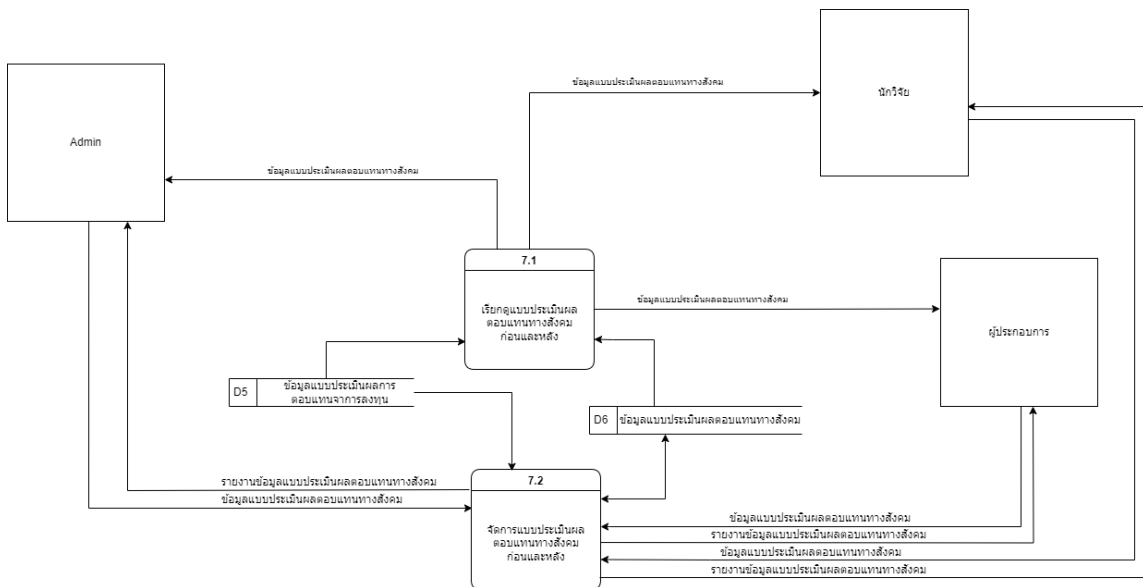 ข้อมูลแบบประเมินผลตอบแทนทางสังคม
นักวิจัย
Admin
ข้อมูลแบบประเมินผลตอบแทนทางสังคม
7.1
เรียกดูแบบประเมินผล
ตอบแทนทางสังคม
ก่อนและหลัง
ข้อมูลแบบประเมินผลตอบแทนทางสังคม
ผู้ประกอบการ
D5
ข้อมูลแบบประเมินผลการ
ตอบแทนจาการลงทุน
D6
ข้อมูลแบบประเมินผลตอบแทนทางสังคม
7.2
จัดการแบบประเมินผล
ตอบแทนทางสังคม
ก่อนและหลัง
รายงานข้อมูลแบบประเมินผลตอบแทนทางสังคม
ข้อมูลแบบประเมินผลตอบแทนทางสังคม
ข้อมูลแบบประเมินผลตอบแทนทางสังคม
รายงานข้อมูลแบบประเมินผลตอบแทนทางสังคม
ข้อมูลแบบประเมินผลตอบแทนทางสังคม
รายงานข้อมูลแบบประเมินผลตอบแทนทางสังคม